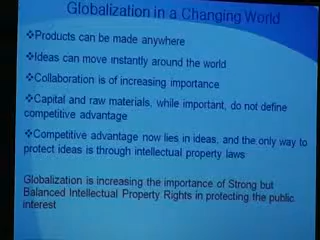 Globalization in a Changing World
❖Products can be made anywhere
❖Ideas can move instantly around the world
❖Collaboration is of increasing importance
❖Capital and raw materials, while important, do not define
competitive advantage
❖Competitive advantage now lies in ideas, and the only way to
protect ideas is through intellectual property laws
Globalization is increasing the importance of Strong but
Balanced Intellectual Property Rights in protecting the public
interest